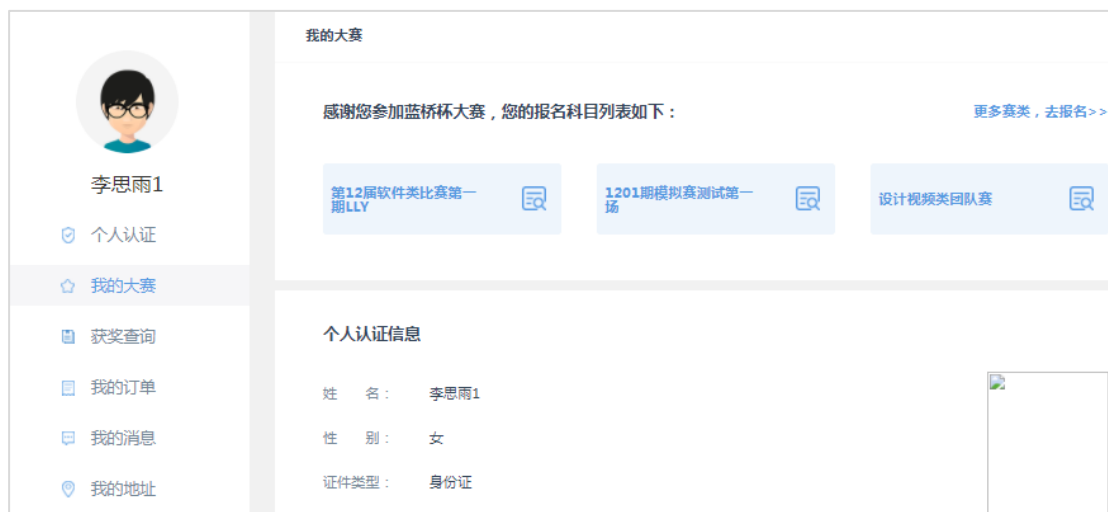 李思雨1
个人认证
我的大赛
获奖查询
我的订单
我的消息
我的地址
我的大赛
感谢您参加蓝桥杯大赛，您的报名科目列表如下：
更多赛类，去报名>>
第12届软件类比赛第一
期LLY
1201期模拟赛测试第一
场
设计视频类团队赛
个人认证信息
姓 名： 李思雨1
性 别： 女
证件类型： 身份证